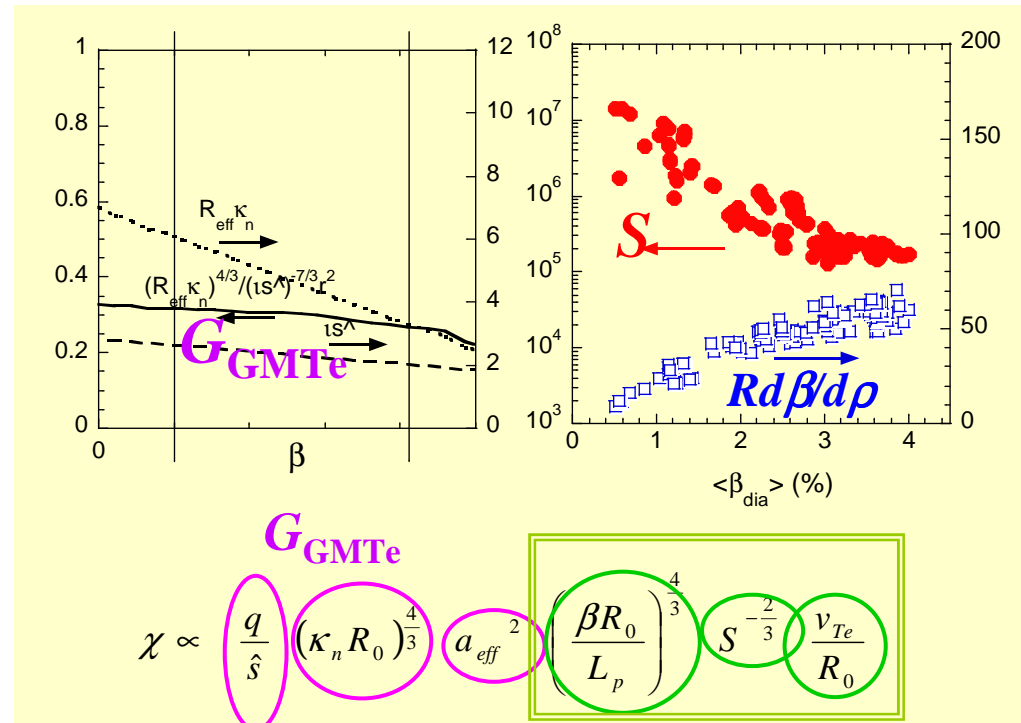 1
0.8
0.6
0.4
0.2
0
0
β
12
10
8
6
4
2
0
R_eff κ_n
(R_eff κ_n)^4/3/(ιs^)^-7/3 r^2
ιs^
G_GMTe
10^8
10^7
10^6
10^5
10^4
10^3
200
150
100
50
0
S
Rdβ/dρ
0 1 2 3 4
<β_dia> (%)
G_GMTe
χ ∝ q/ŝ (κ_n R_0)^4/3 a_eff^2 (βR_0/L_p)^4/3 S^-2/3 v_Te/R_0